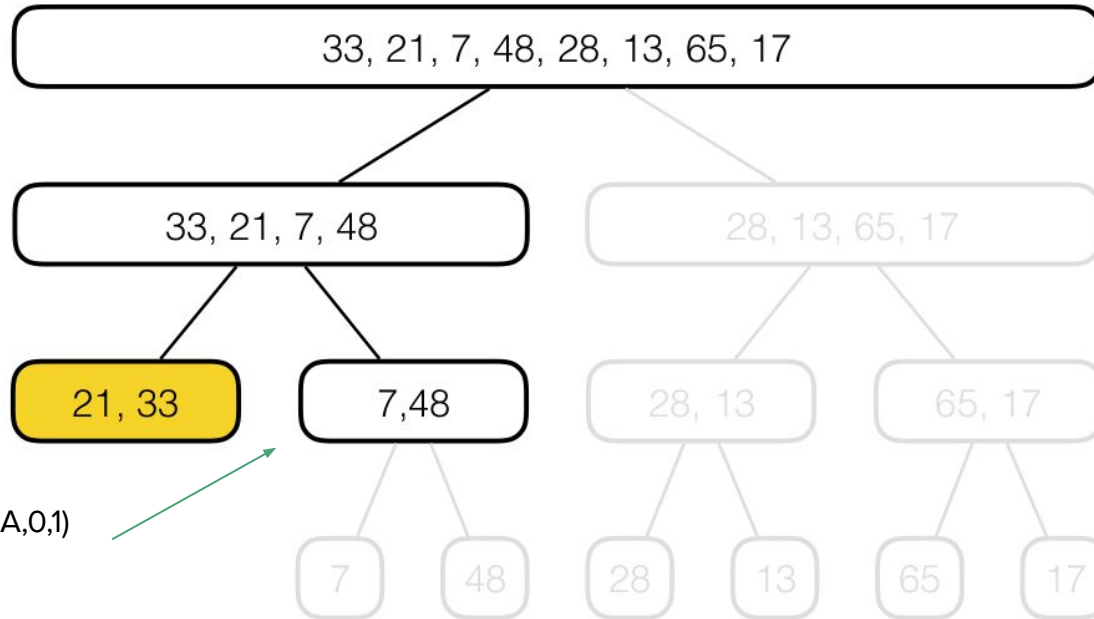 33, 21, 7, 48, 28, 13, 65, 17
33, 21, 7, 48
28, 13, 65, 17
21, 33
7,48
28, 13
65, 17
A,0,1)
7
48
28
13
65
17